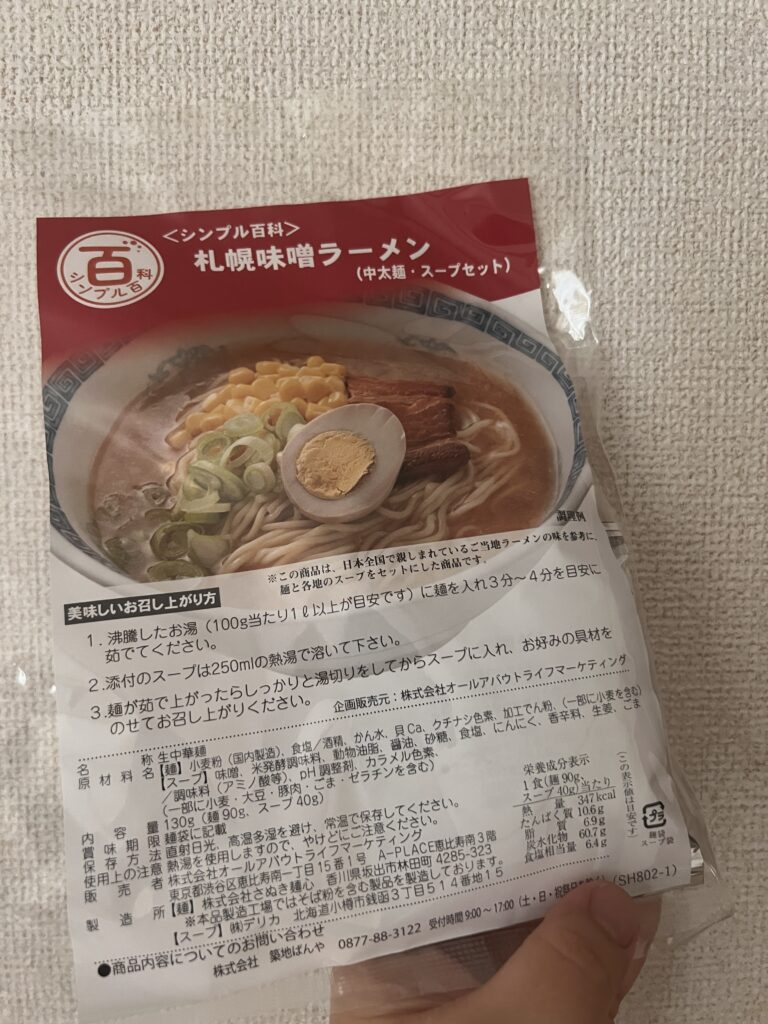 百
シンプル百科
<シンプル百科>
札幌味噌ラーメン
(中太麺・スープセット)
調理例
※この商品は、日本全国で親しまれているご当地ラーメンの味を参考に、
麺と各地のスープをセットにした商品です。
美味しいお召し上がり方
1. 沸騰したお湯(100g当たり1ℓ以上が目安です)に麺を入れ3分〜4分を目安に
茹でてください。
2.添付のスープは250mlの熱湯で溶いて下さい。
3.麺が茹で上がったらしっかりと湯切りをしてからスープに入れ、お好みの具材を
のせてお召し上がりください。
企画販売元:株式会社オールアバウトライフマーケティング
名称 生中華麺
原材料名 【麺】小麦粉(国内製造)、食塩/酒精、かん水、貝Ca、クチナシ色素、加工でん粉、(一部に小麦を含む)
【スープ】味噌、米発酵調味料、動物油脂、醤油、砂糖、食塩、にんにく、香辛料、生姜、ごま
/調味料(アミノ酸等)、pH調整剤、カラメル色素、
(一部に小麦・大豆・豚肉・ごま・ゼラチンを含む)
内容量 130g(麺90g、スープ40g)
賞味期限 麺袋に記載
保存方法 直射日光、高温多湿を避け、常温で保存してください。
使用上の注意 熱湯を使用しますので、やけどにご注意ください。
販売者 株式会社オールアバウトライフマーケティング
東京都渋谷区恵比寿南一丁目15番1号 A-PLACE恵比寿南3階
製造所 【麺】株式会社さぬき麺心 香川県坂出市林田町4285-323
※本品製造工場ではそば粉を含む製品を製造しております。
【スープ】㈱デリカ 北海道小樽市銭函3丁目514番地15
●商品内容についてのお問い合わせ
株式会社 築地ばんや 0877-88-3122 受付時間9:00〜17:00(土・日・祝祭日
(SH802-1)
栄養成分表示
1食(麺90g、
スープ40g)当たり
熱量 347kcal
たんぱく質 10.6g
脂質 6.9g
炭水化物 60.7g
食塩相当量 6.4g
(この表示値は目安です)
プラ
麺袋
スープ袋